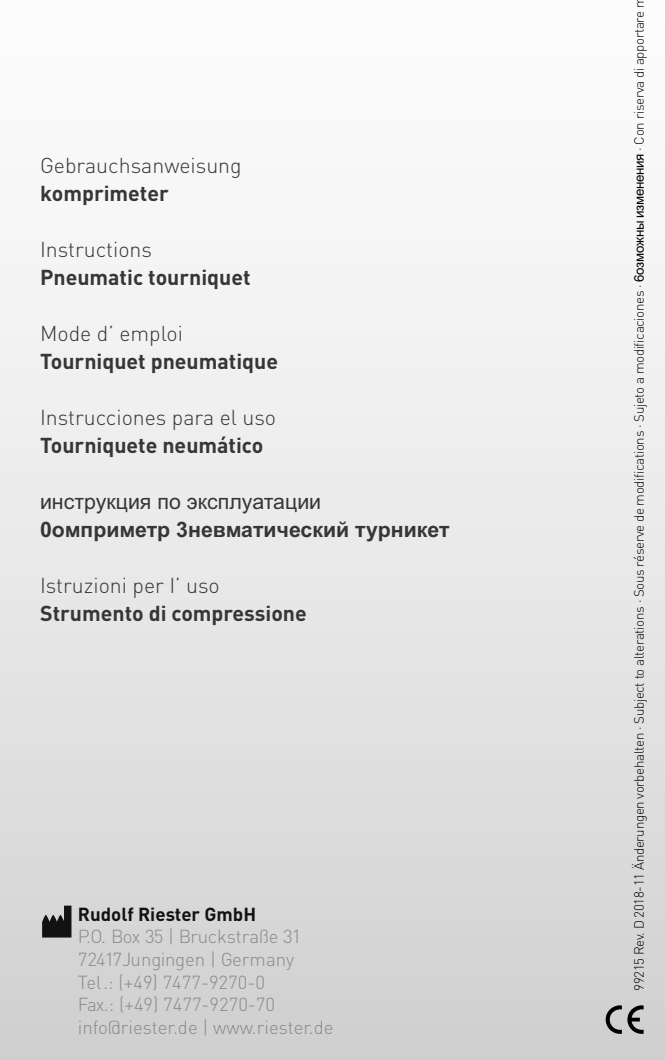 Gebrauchsanweisung
komprimeter
Instructions
Pneumatic tourniquet
Mode d’ emploi
Tourniquet pneumatique
Instrucciones para el uso
Tourniquete neumático
инструкция по эксплуатации
0омприметр 3невматический турникет
Istruzioni per I’ uso
Strumento di compressione
Rudolf Riester GmbH
P.O. Box 35 | Bruckstraße 31
72417Jungingen | Germany
Tel.: (+49) 7477-9270-0
Fax.: (+49) 7477-9270-70
info@riester.de | www.riester.de
99215 Rev. D 2018-11 Änderungen vorbehalten · Subject to alterations · Sous réserve de modifications · Sujeto a modificaciones · бозможны изменения · Con riserva di apportare
CE